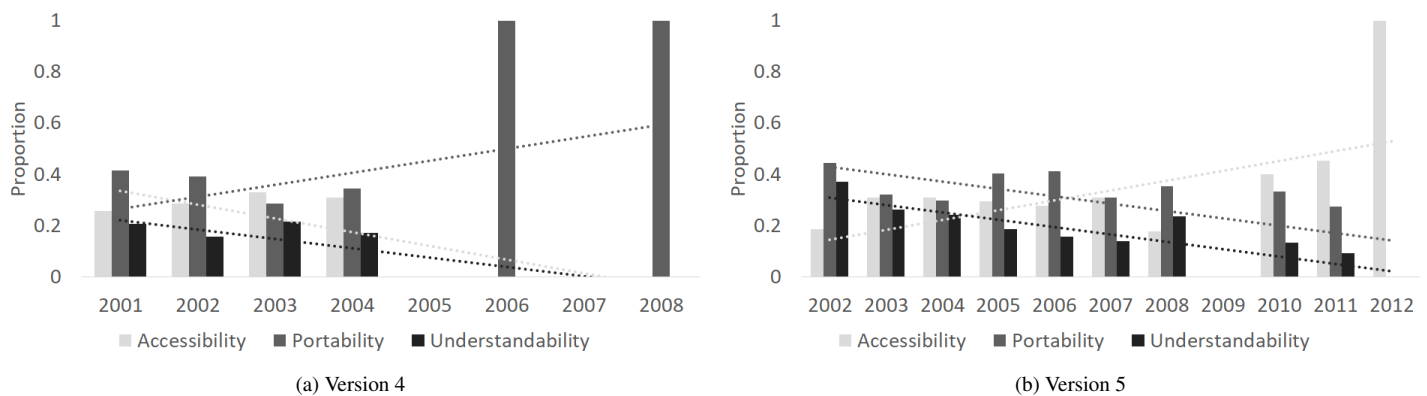 1
0.8
0.6
0.4
0.2
0
Proportion
2001 2002 2003 2004 2005 2006 2007 2008
Accessibility Portability Understandability
(a) Version 4
1
0.8
0.6
0.4
0.2
0
Proportion
2002 2003 2004 2005 2006 2007 2008 2009 2010 2011 2012
Accessibility Portability Understandability
(b) Version 5